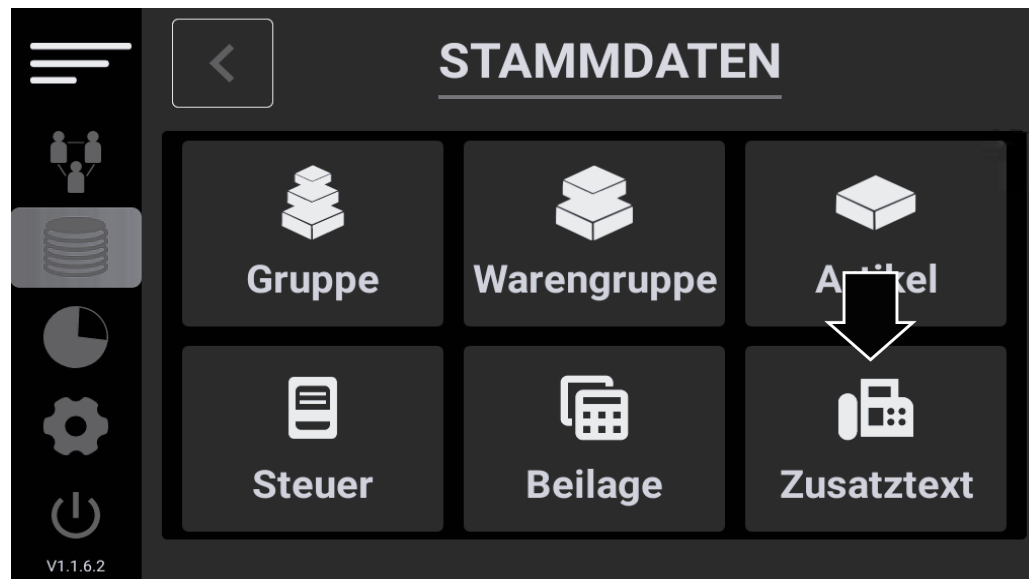 STAMMDATEN
Gruppe
Warengruppe
Steuer
Beilage
Zusatztext
V1.1.6.2